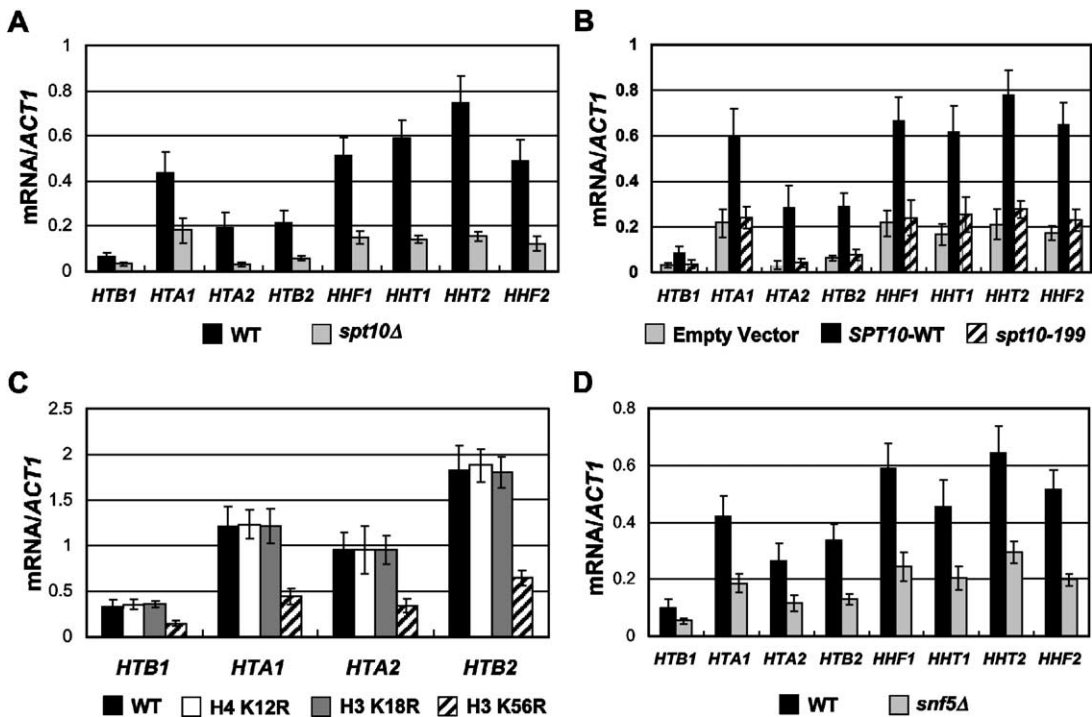 A
mRNA/ACT1
1
0.8
0.6
0.4
0.2
0
HTB1 HTA1 HTA2 HTB2 HHF1 HHT1 HHT2 HHF2
WT spt10Δ
B
mRNA/ACT1
1
0.8
0.6
0.4
0.2
0
HTB1 HTA1 HTA2 HTB2 HHF1 HHT1 HHT2 HHF2
Empty Vector SPT10-WT spt10-199
C
mRNA/ACT1
2.5
2
1.5
1
0.5
0
HTB1 HTA1 HTA2 HTB2
WT H4 K12R H3 K18R H3 K56R
D
mRNA/ACT1
0.8
0.6
0.4
0.2
0
HTB1 HTA1 HTA2 HTB2 HHF1 HHT1 HHT2 HHF2
WT snf5Δ